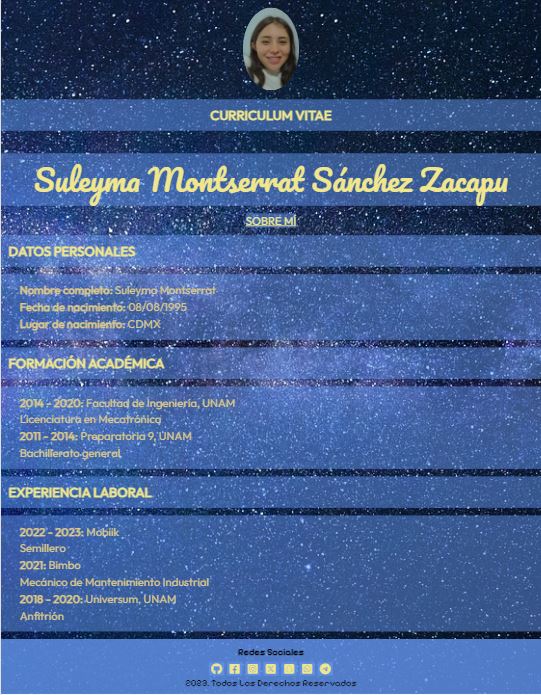 CURRICULUM VITAE
Suleyma Montserrat Sánchez Zacapu
SOBRE MÍ
DATOS PERSONALES
Nombre completo: Suleyma Montserrat
Fecha de nacimiento: 08/08/1995
Lugar de nacimiento: CDMX
FORMACIÓN ACADÉMICA
2014 - 2020: Facultad de Ingeniería, UNAM
Licenciatura en Mecatrónica
2011 - 2014: Preparatoria 9, UNAM
Bachillerato general
EXPERIENCIA LABORAL
2022 - 2023: Mobiik
Semillero
2021: Bimbo
Mecánico de Mantenimiento Industrial
2018 - 2020: Universum, UNAM
Anfitrión
Redes Sociales
2023. Todos Los Derechos Reservados